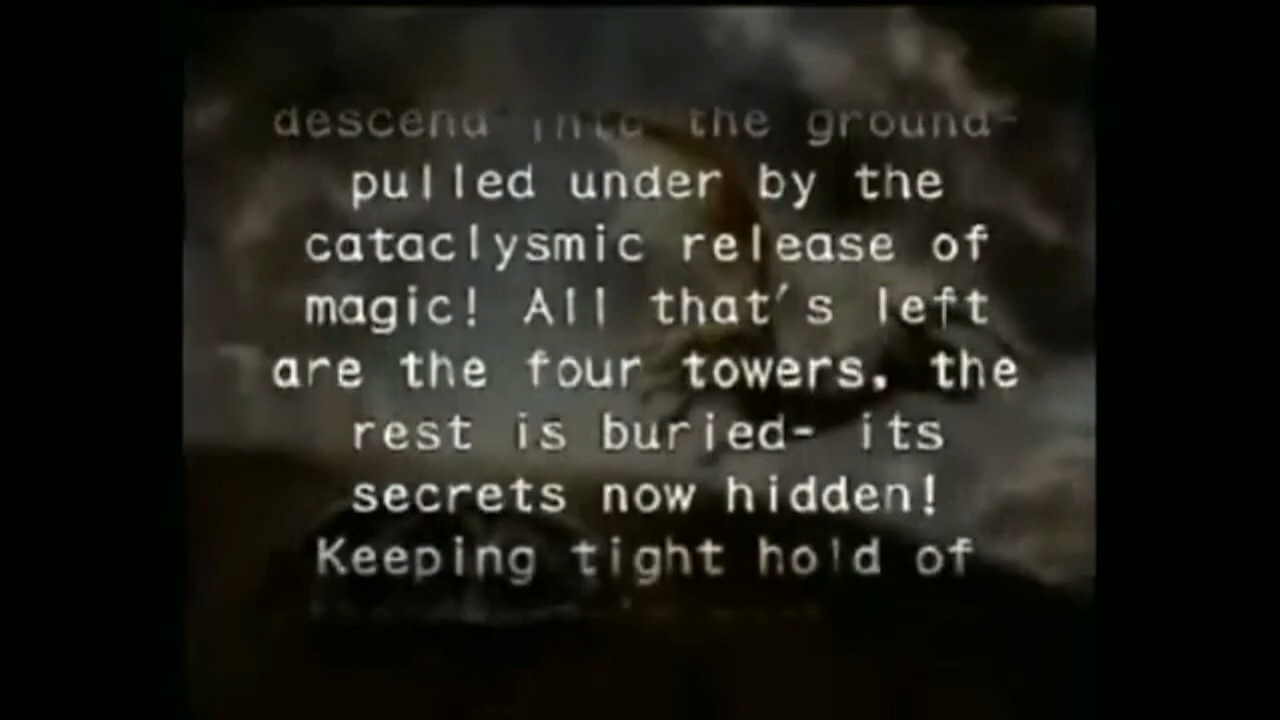 descend into the ground-
pulled under by the
cataclysmic release of
magic! All that's left
are the four towers, the
rest is buried- its
secrets now hidden!
Keeping tight hold of